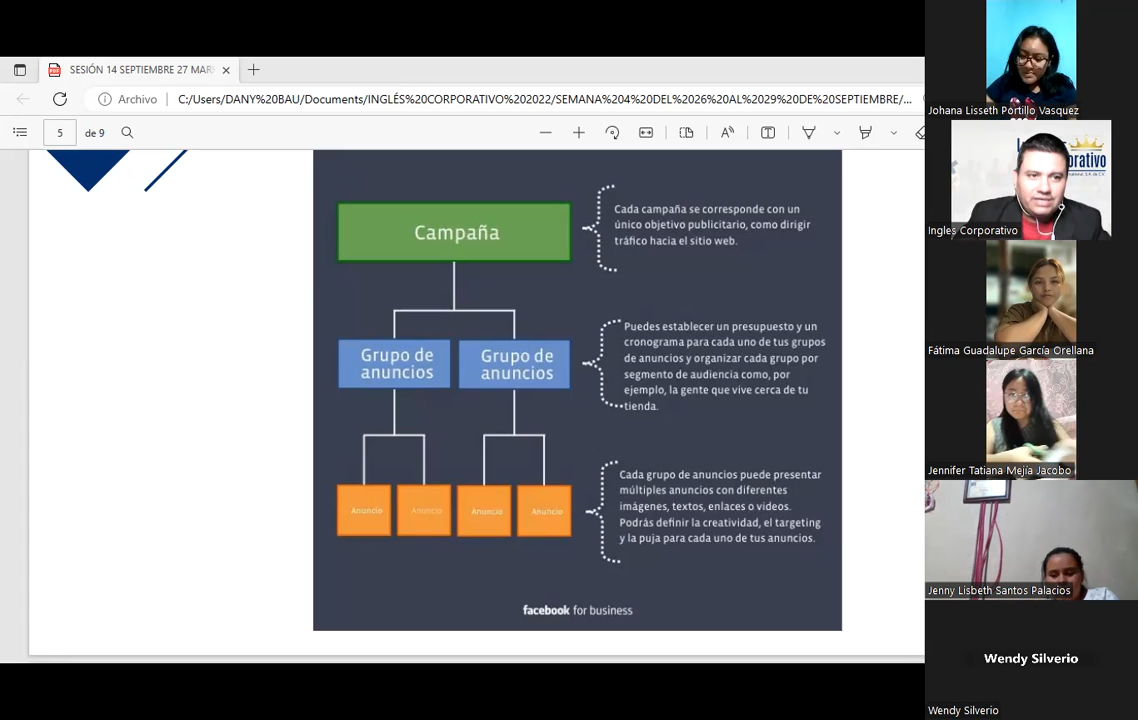 SESIÓN 14 SEPTIEMBRE 27 MAR
Archivo
C:/Users/DANY%20BAU/Documents/INGLÉS%20CORPORATIVO%202022/SEMANA%204%20DEL%2026%20AL%2029%20DE%20SEPTIEMBRE/...
5 de 9
Campaña
Cada campaña se corresponde con un
único objetivo publicitario, como dirigir
tráfico hacia el sitio web.
Grupo de
anuncios
Grupo de
anuncios
Puedes establecer un presupuesto y un
cronograma para cada uno de tus grupos
de anuncios y organizar cada grupo por
segmento de audiencia como, por
ejemplo, la gente que vive cerca de tu
tienda.
Anuncio
Anuncio
Anuncio
Anuncio
Cada grupo de anuncios puede presentar
múltiples anuncios con diferentes
imágenes, textos, enlaces o videos.
Podrás definir la creatividad, el targeting
y la puja para cada uno de tus anuncios.
facebook for business
Johana Lisseth Portillo Vasquez
Ingles Corporativo
Fátima Guadalupe García Orellana
Jennifer Tatiana Mejía Jacobo
Jenny Lisbeth Santos Palacios
Wendy Silverio
Wendy Silverio